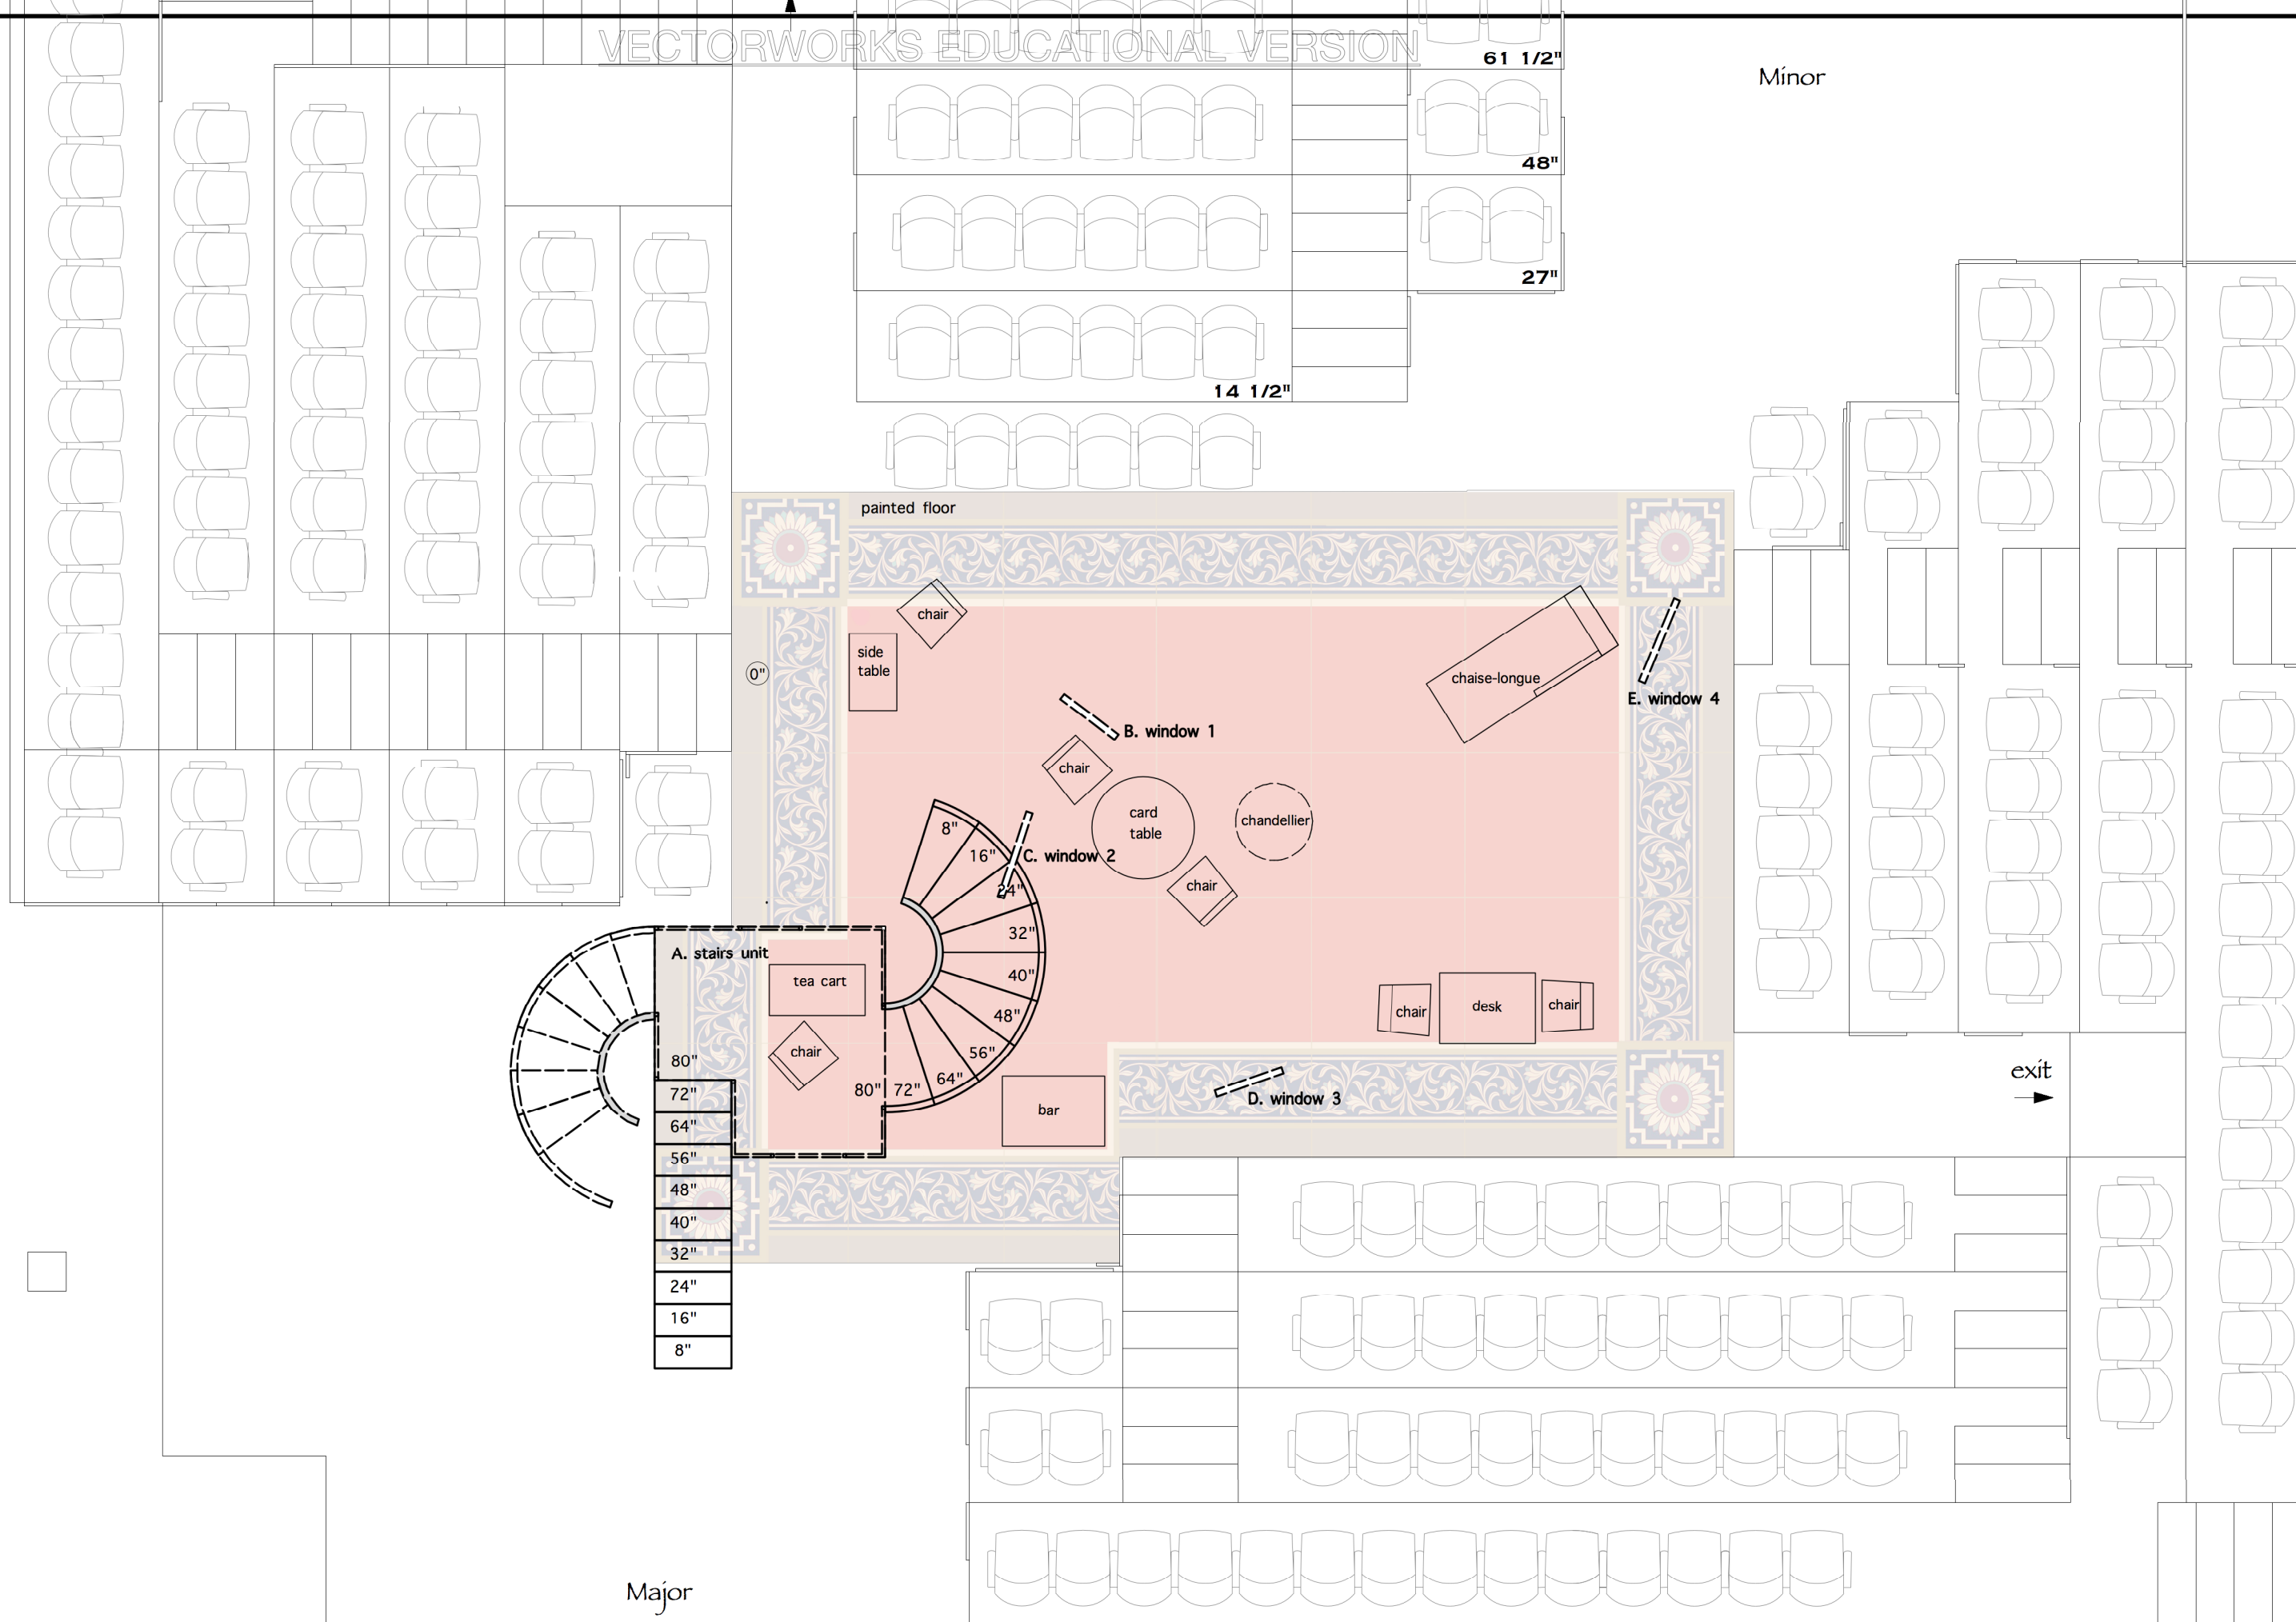 VECTORWORKS EDUCATIONAL VERSION
61 1/2"
Minor
48"
27"
14 1/2"
painted floor
chair
side
table
0"
chaise-longue
E. window 4
B. window 1
chair
card
table
chandellier
8"
16"
C. window 2
24"
chair
32"
A. stairs unit
tea cart
40"
48"
chair
desk
chair
chair
56"
64"
80"
72"
bar
80"
72"
64"
56"
48"
40"
32"
24"
16"
8"
D. window 3
exit
Major